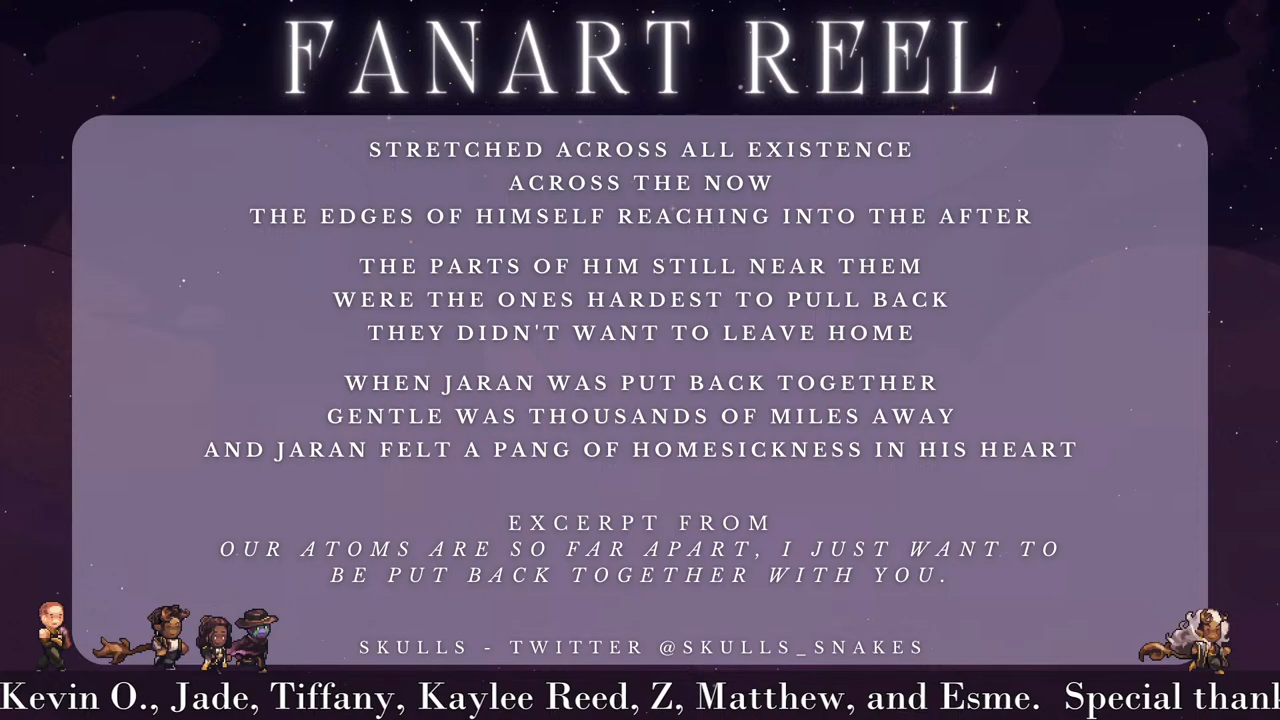 FANART REEL
STRETCHED ACROSS ALL EXISTENCE
ACROSS THE NOW
THE EDGES OF HIMSELF REACHING INTO THE AFTER
THE PARTS OF HIM STILL NEAR THEM
WERE THE ONES HARDEST TO PULL BACK
THEY DIDN'T WANT TO LEAVE HOME
WHEN JARAN WAS PUT BACK TOGETHER
GENTLE WAS THOUSANDS OF MILES AWAY
AND JARAN FELT A PANG OF HOMESICKNESS IN HIS HEART
EXCERPT FROM
OUR ATOMS ARE SO FAR APART, I JUST WANT TO
BE PUT BACK TOGETHER WITH YOU.
SKULLS - TWITTER @SKULLS_SNAKES
Kevin O., Jade, Tiffany, Kaylee Reed, Z, Matthew, and Esme. Special thank